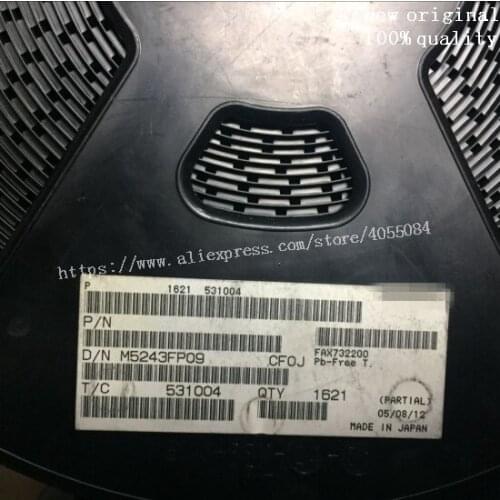 new original
100% quality
https://www.aliexpress.com/store/4055084
P 1621 531004
P/N
D/N M5243FP09 CF0J
FAX732200
Pb-Free T.
T/C 531004 QTY 1621
(PARTIAL)
05/08/12
MADE IN JAPAN